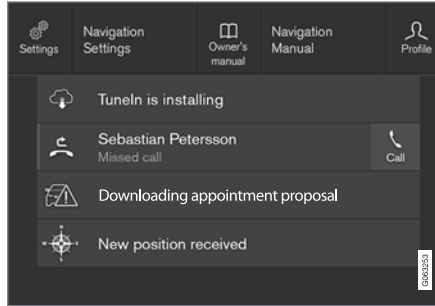 Settings
Navigation
Settings
Owner's
manual
Navigation
Manual
Profile
TuneIn is installing
Sebastian Petersson
Missed call
Call
Downloading appointment proposal
New position received
G063253